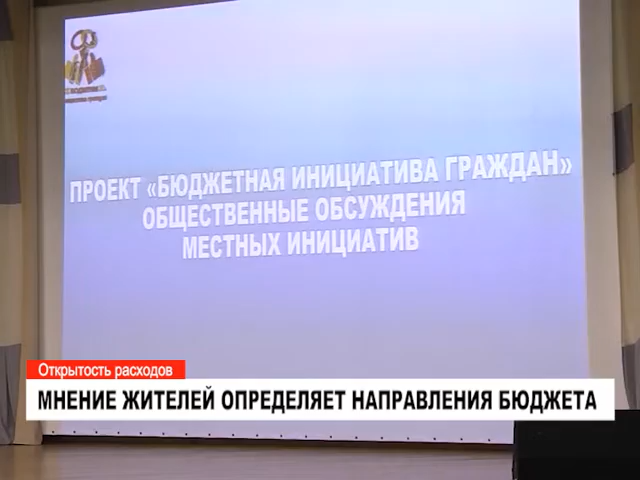 ПРОЕКТ «БЮДЖЕТНАЯ ИНИЦИАТИВА ГРАЖДАН»
ОБЩЕСТВЕННЫЕ ОБСУЖДЕНИЯ
МЕСТНЫХ ИНИЦИАТИВ
Открытость расходов
МНЕНИЕ ЖИТЕЛЕЙ ОПРЕДЕЛЯЕТ НАПРАВЛЕНИЯ БЮДЖЕТА